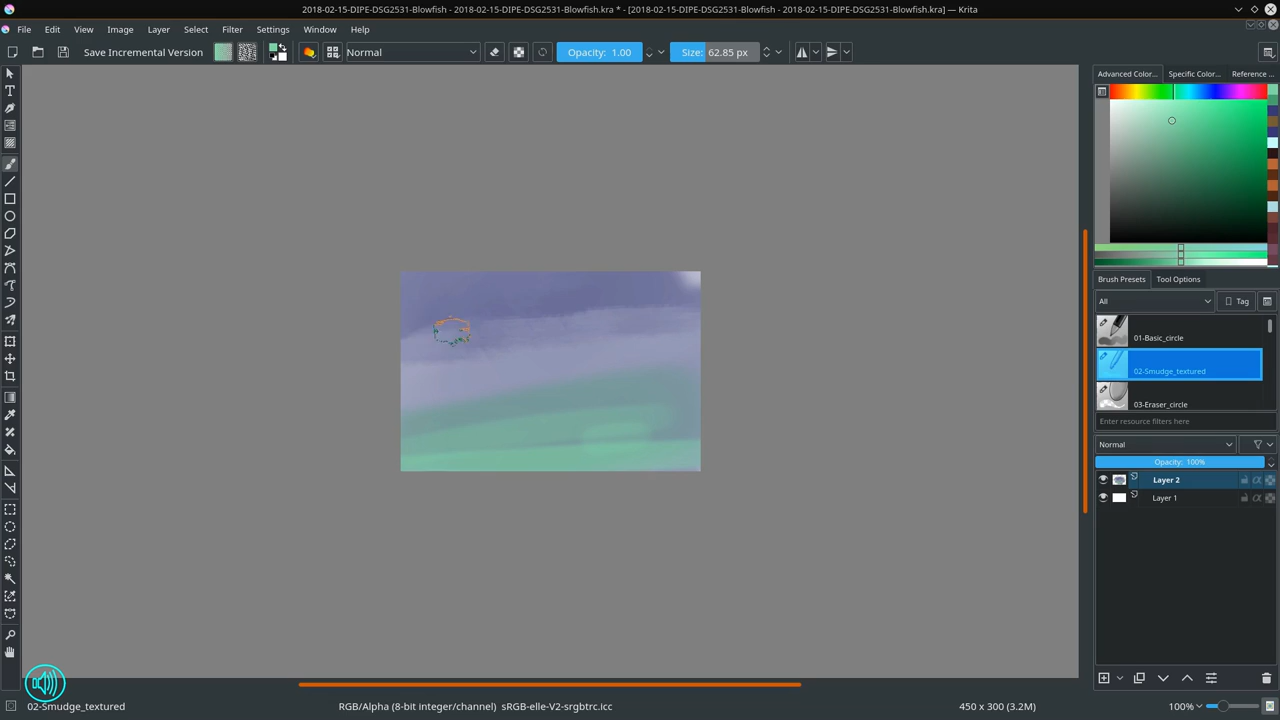 2018-02-15-DIPE-DSG2531-Blowfish - 2018-02-15-DIPE-DSG2531-Blowfish.kra * - [2018-02-15-DIPE-DSG2531-Blowfish - 2018-02-15-DIPE-DSG2531-Blowfish.kra] — Krita
File Edit View Image Layer Select Filter Settings Window Help
Save Incremental Version Normal Opacity: 1.00 Size: 62.85 px
Advanced Color... Specific Color... Reference ...
Brush Presets Tool Options
All Tag
01-Basic_circle
02-Smudge_textured
03-Eraser_circle
Enter resource filters here
Normal
Opacity: 100%
Layer 2
Layer 1
02-Smudge_textured RGB/Alpha (8-bit integer/channel) sRGB-elle-V2-srgbtrc.icc 450 x 300 (3.2M) 100%